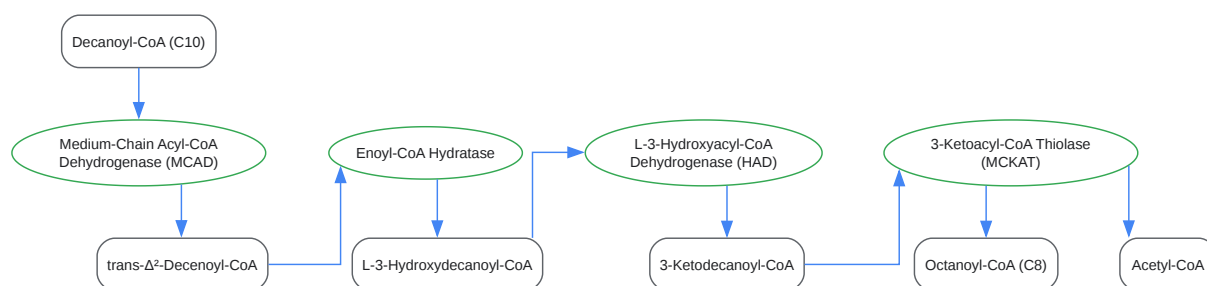 Decanoyl-CoA (C10)
Medium-Chain Acyl-CoA
Dehydrogenase (MCAD)
Enoyl-CoA Hydratase
L-3-Hydroxyacyl-CoA
Dehydrogenase (HAD)
3-Ketoacyl-CoA Thiolase
(MCKAT)
trans-Δ²-Decenoyl-CoA
L-3-Hydroxydecanoyl-CoA
3-Ketodecanoyl-CoA
Octanoyl-CoA (C8)
Acetyl-CoA